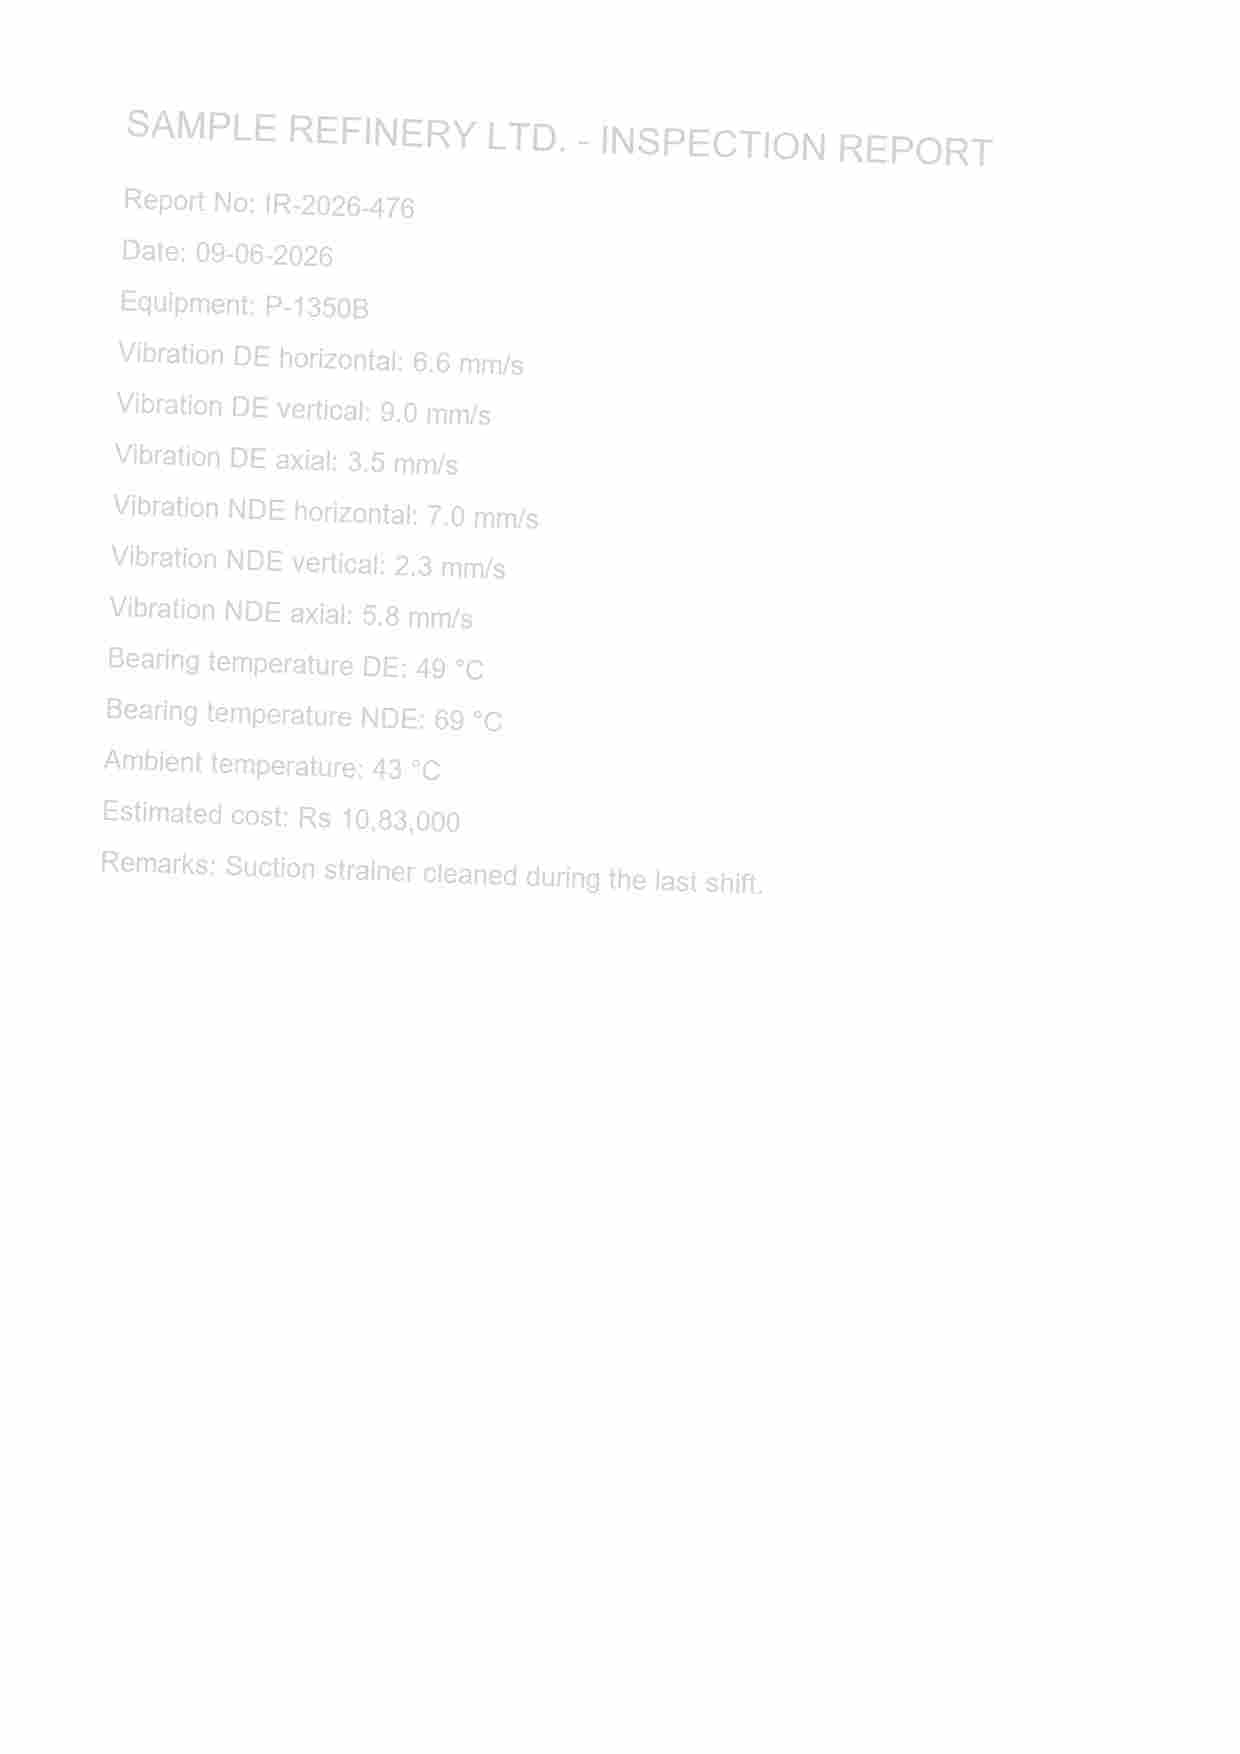 SAMPLE REFINERY LTD. - INSPECTION REPORT
Report No: IR-2026-476
Date: 09-06-2026
Equipment: P-1350B
Vibration DE horizontal: 6.6 mm/s
Vibration DE vertical: 9.0 mm/s
Vibration DE axial: 3.5 mm/s
Vibration NDE horizontal: 7.0 mm/s
Vibration NDE vertical: 2.3 mm/s
Vibration NDE axial: 5.8 mm/s
Bearing temperature DE: 49 °C
Bearing temperature NDE: 69 °C
Ambient temperature: 43 °C
Estimated cost: Rs 10,83,000
Remarks: Suction strainer cleaned during the last shift.